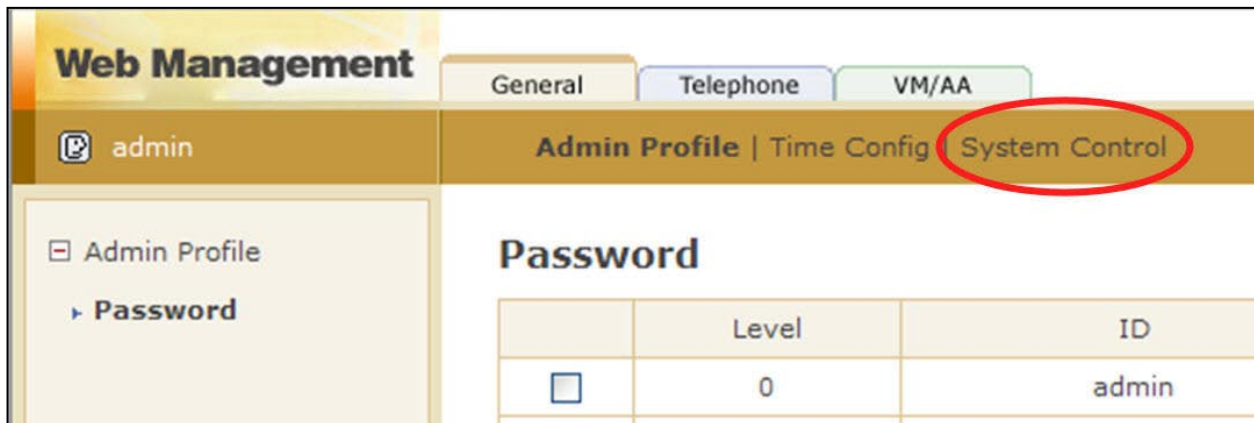 Web Management
General Telephone VM/AA
admin
Admin Profile | Time Config | System Control
Admin Profile
Password
Password
Level ID
0 admin